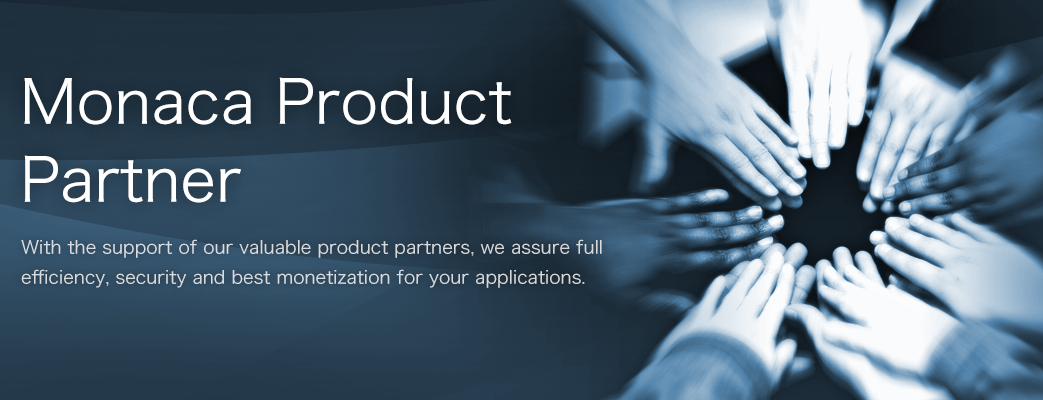 Monaca Product
Partner
With the support of our valuable product partners, we assure full
efficiency, security and best monetization for your applications.